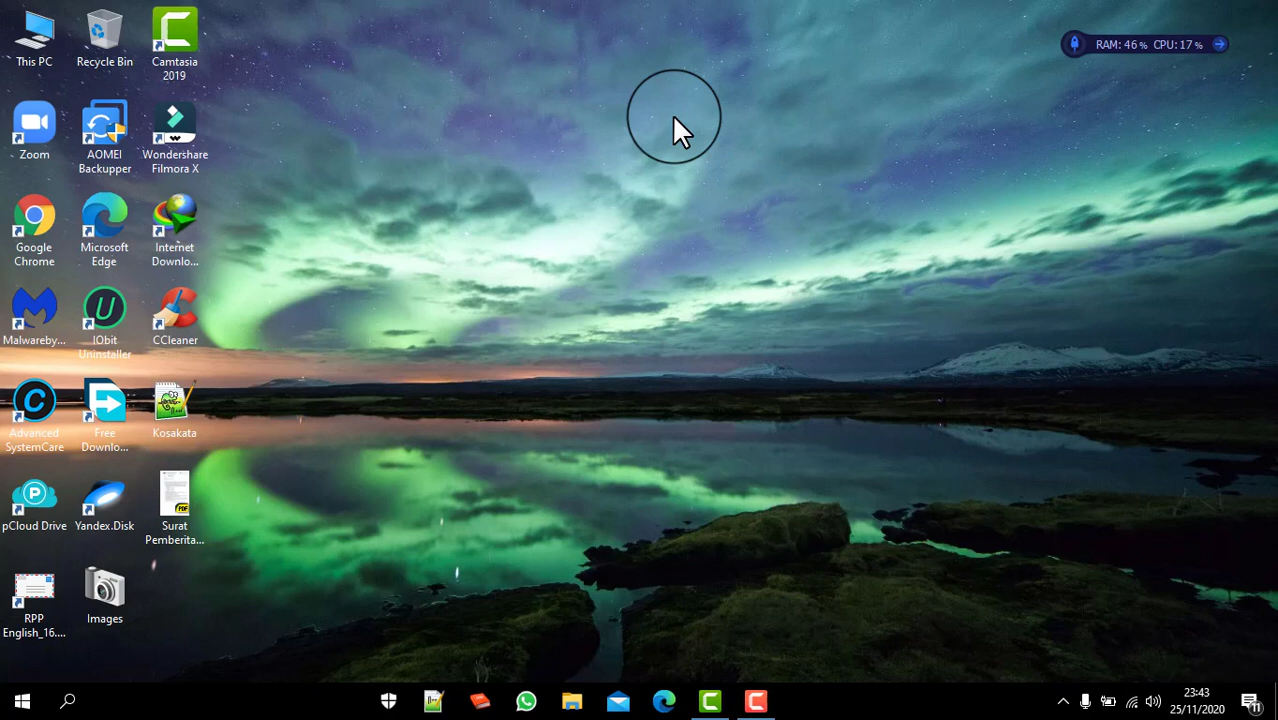 This PC
Recycle Bin
Camtasia
2019
RAM: 46 % CPU: 17 %
Zoom
AOMEI
Backupper
Wondershare
Filmora X
Google
Chrome
Microsoft
Edge
Internet
Downlo...
Malwareby...
IObit
Uninstaller
CCleaner
Advanced
SystemCare
Free
Downlo...
Kosakata
pCloud Drive
Yandex.Disk
Surat
Pemberita...
PDF
RPP
English_16....
Images
23:43
25/11/2020
11